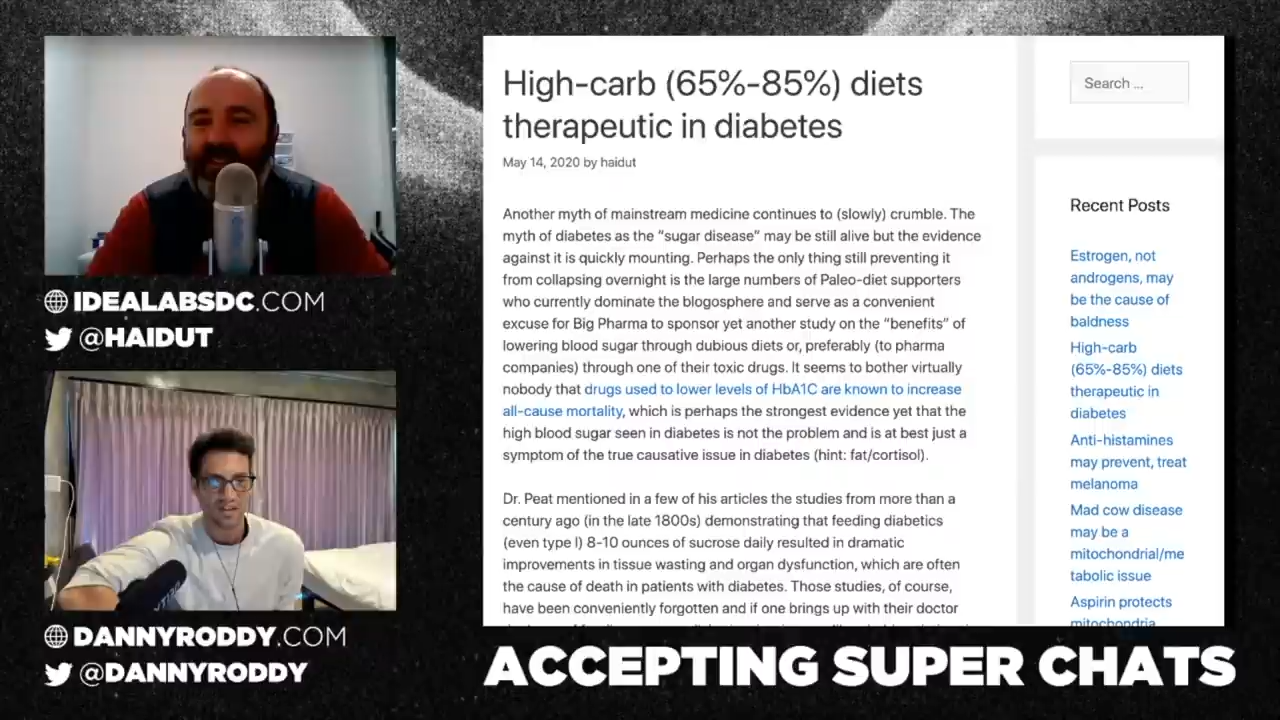 IDEALABSDC.COM
@HAIDUT
DANNYRODDY.COM
@DANNYRODDY
High-carb (65%-85%) diets
therapeutic in diabetes
May 14, 2020 by haidut
Another myth of mainstream medicine continues to (slowly) crumble. The
myth of diabetes as the “sugar disease” may be still alive but the evidence
against it is quickly mounting. Perhaps the only thing still preventing it
from collapsing overnight is the large numbers of Paleo-diet supporters
who currently dominate the blogosphere and serve as a convenient
excuse for Big Pharma to sponsor yet another study on the “benefits” of
lowering blood sugar through dubious diets or, preferably (to pharma
companies) through one of their toxic drugs. It seems to bother virtually
nobody that drugs used to lower levels of HbA1C are known to increase
all-cause mortality, which is perhaps the strongest evidence yet that the
high blood sugar seen in diabetes is not the problem and is at best just a
symptom of the true causative issue in diabetes (hint: fat/cortisol).
Dr. Peat mentioned in a few of his articles the studies from more than a
century ago (in the late 1800s) demonstrating that feeding diabetics
(even type I) 8-10 ounces of sucrose daily resulted in dramatic
improvements in tissue wasting and organ dysfunction, which are often
the cause of death in patients with diabetes. Those studies, of course,
have been conveniently forgotten and if one brings up with their doctor
Search ...
Recent Posts
Estrogen, not
androgens, may
be the cause of
baldness
High-carb
(65%-85%) diets
therapeutic in
diabetes
Anti-histamines
may prevent, treat
melanoma
Mad cow disease
may be a
mitochondrial/me
tabolic issue
Aspirin protects
mitochondria
ACCEPTING SUPER CHATS